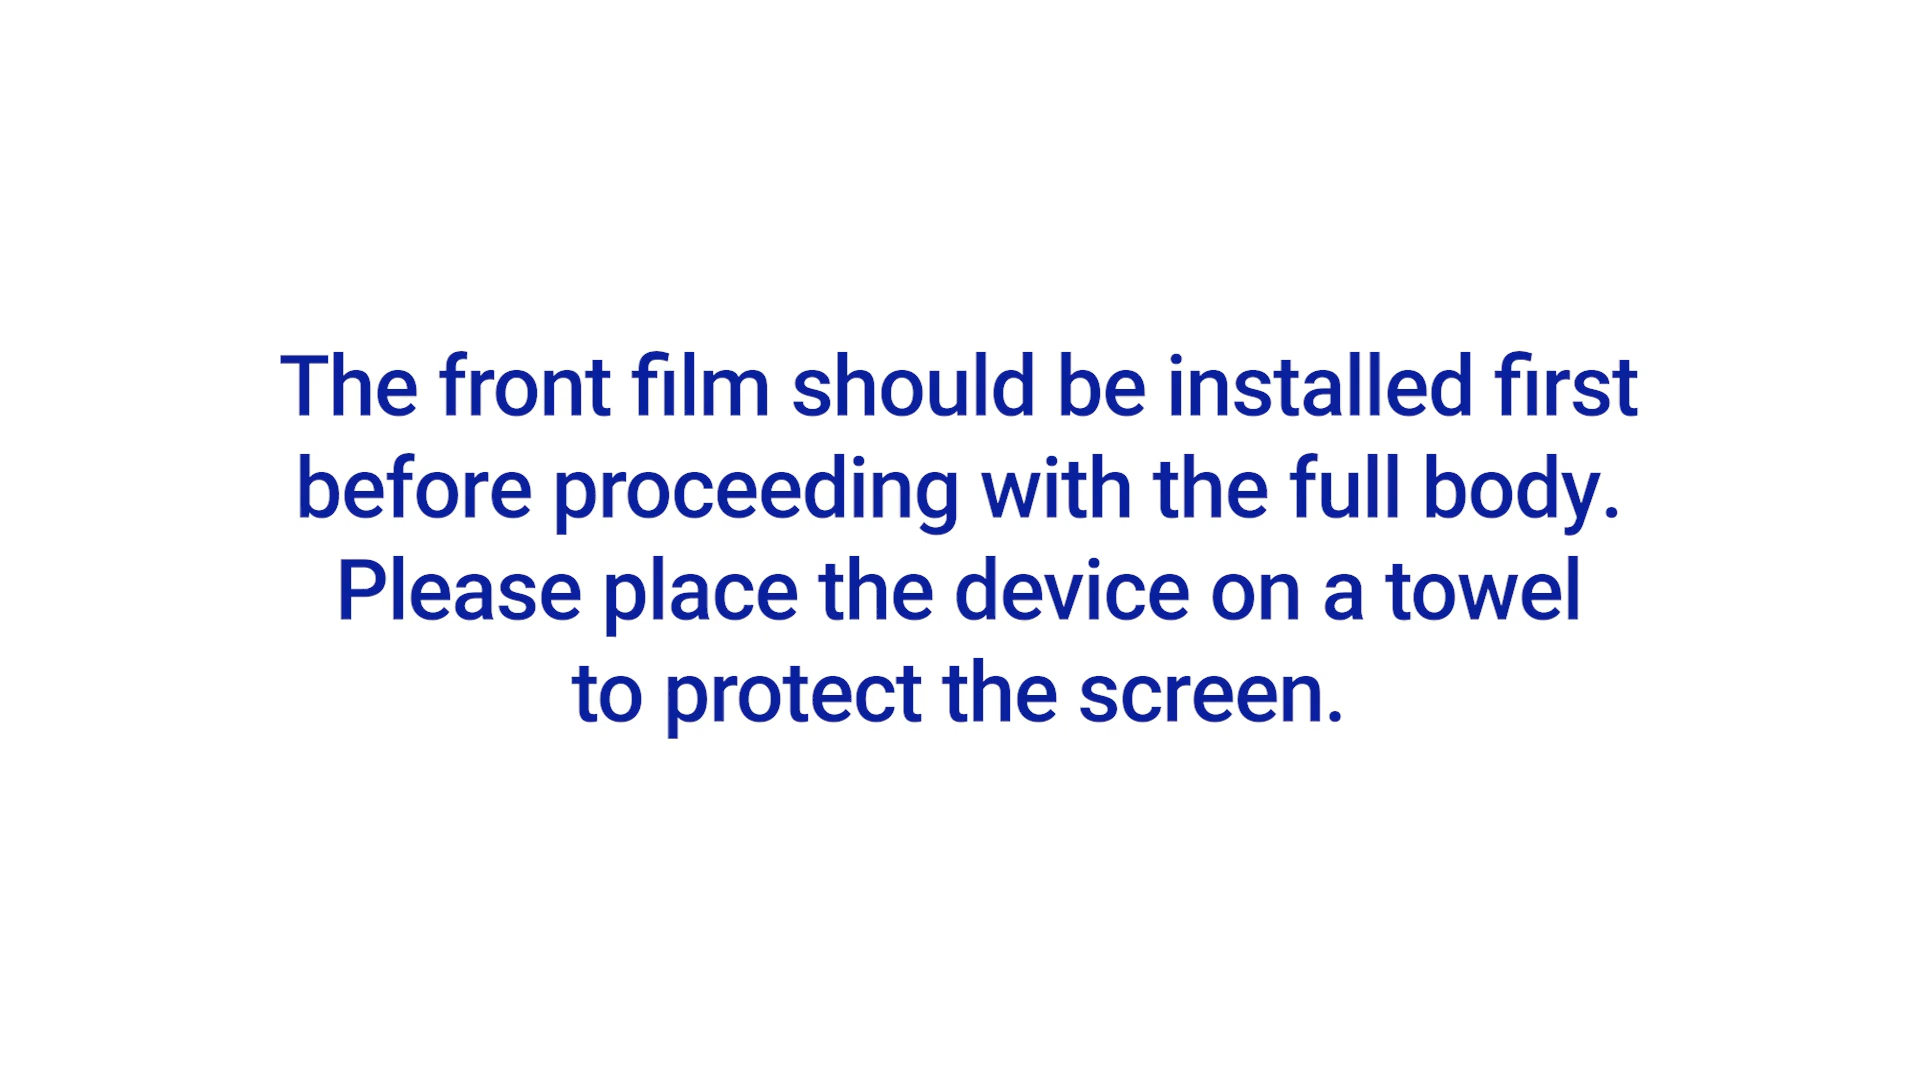 The front film should be installed first
before proceeding with the full body.
Please place the device on a towel
to protect the screen.